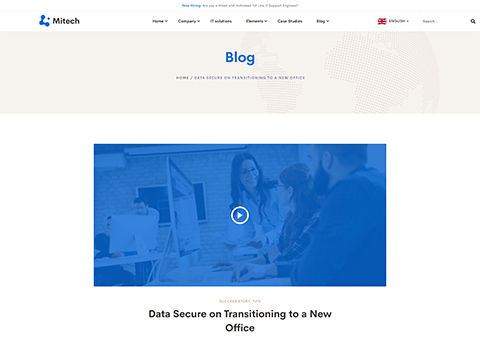 Now Hiring: Are you a driven and motivated 1st Line IT Support Engineer?
Mitech
Home Company IT solutions Elements Case Studies Blog
ENGLISH
Search...
Blog
HOME / DATA SECURE ON TRANSITIONING TO A NEW OFFICE
SUCCESS STORY, TIPS
Data Secure on Transitioning to a New
Office